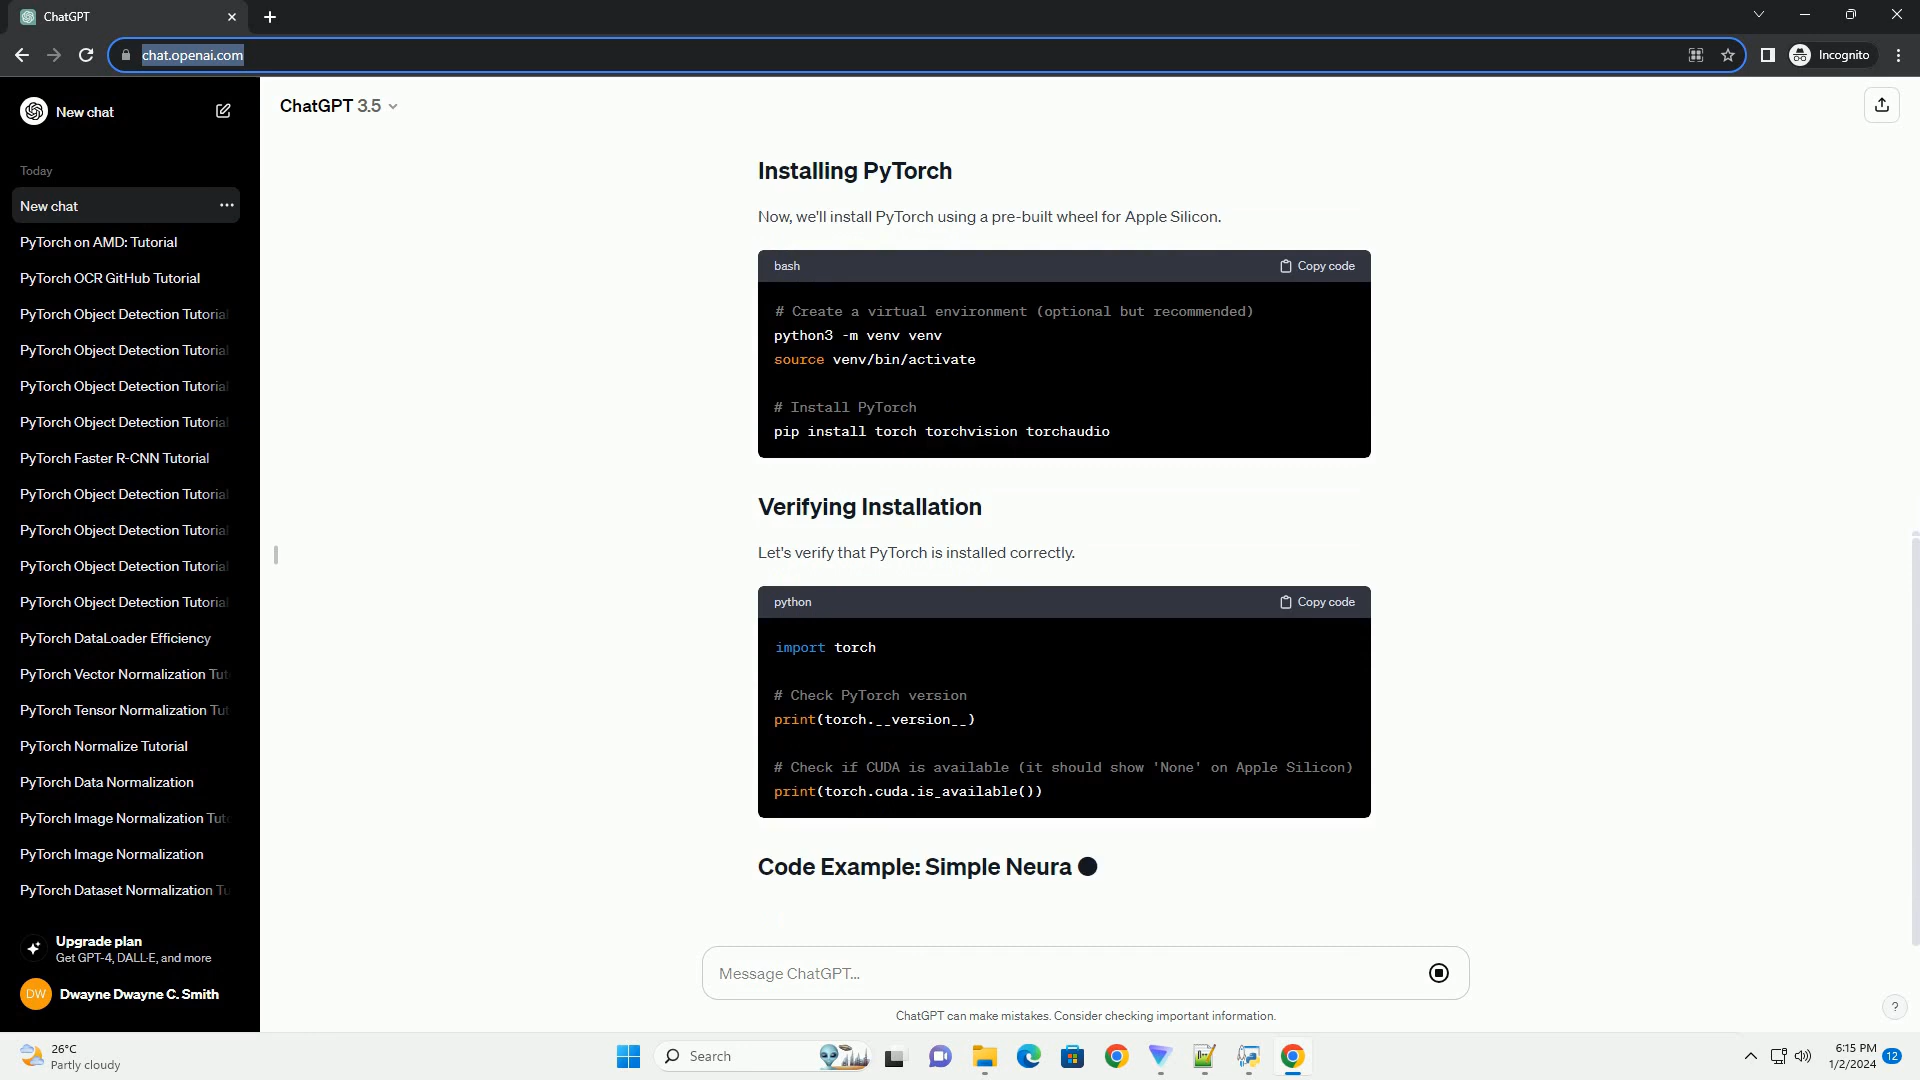 ChatGPT
chat.openai.com
Incognito
New chat
ChatGPT 3.5
Today
New chat
PyTorch on AMD: Tutorial
PyTorch OCR GitHub Tutorial
PyTorch Object Detection Tutorial
PyTorch Object Detection Tutorial
PyTorch Object Detection Tutorial
PyTorch Object Detection Tutorial
PyTorch Faster R-CNN Tutorial
PyTorch Object Detection Tutorial
PyTorch Object Detection Tutorial
PyTorch Object Detection Tutorial
PyTorch Object Detection Tutorial
PyTorch DataLoader Efficiency
PyTorch Vector Normalization Tut
PyTorch Tensor Normalization Tut
PyTorch Normalize Tutorial
PyTorch Data Normalization
PyTorch Image Normalization Tuto
PyTorch Image Normalization
PyTorch Dataset Normalization Tu
Upgrade plan
Get GPT-4, DALL·E, and more
DW
Dwayne Dwayne C. Smith
Installing PyTorch
Now, we'll install PyTorch using a pre-built wheel for Apple Silicon.
bash
Copy code
# Create a virtual environment (optional but recommended)
python3 -m venv venv
source venv/bin/activate
# Install PyTorch
pip install torch torchvision torchaudio
Verifying Installation
Let's verify that PyTorch is installed correctly.
python
Copy code
import torch
# Check PyTorch version
print(torch.__version__)
# Check if CUDA is available (it should show 'None' on Apple Silicon)
print(torch.cuda.is_available())
Code Example: Simple Neura
Message ChatGPT...
ChatGPT can make mistakes. Consider checking important information.
?
26°C
Partly cloudy
Search
6:15 PM
1/2/2024
12